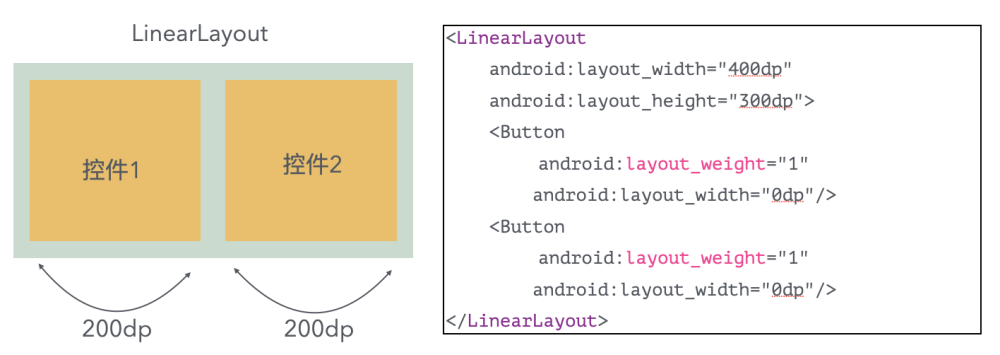 LinearLayout
控件1
控件2
200dp
200dp
<LinearLayout
android:layout_width="400dp"
android:layout_height="300dp">
<Button
android:layout_weight="1"
android:layout_width="0dp"/>
<Button
android:layout_weight="1"
android:layout_width="0dp"/>
</LinearLayout>